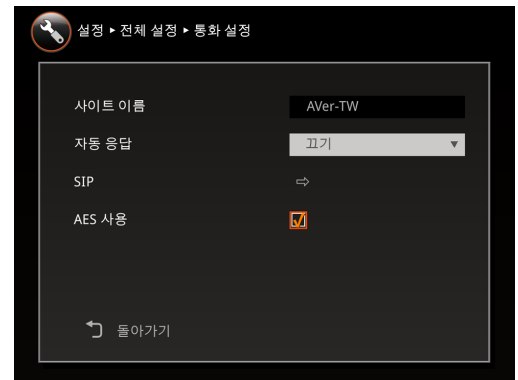 설정 ▸ 전체 설정 ▸ 통화 설정
사이트 이름 AVer-TW
자동 응답 끄기 ▼
SIP ⇨
AES 사용
돌아가기